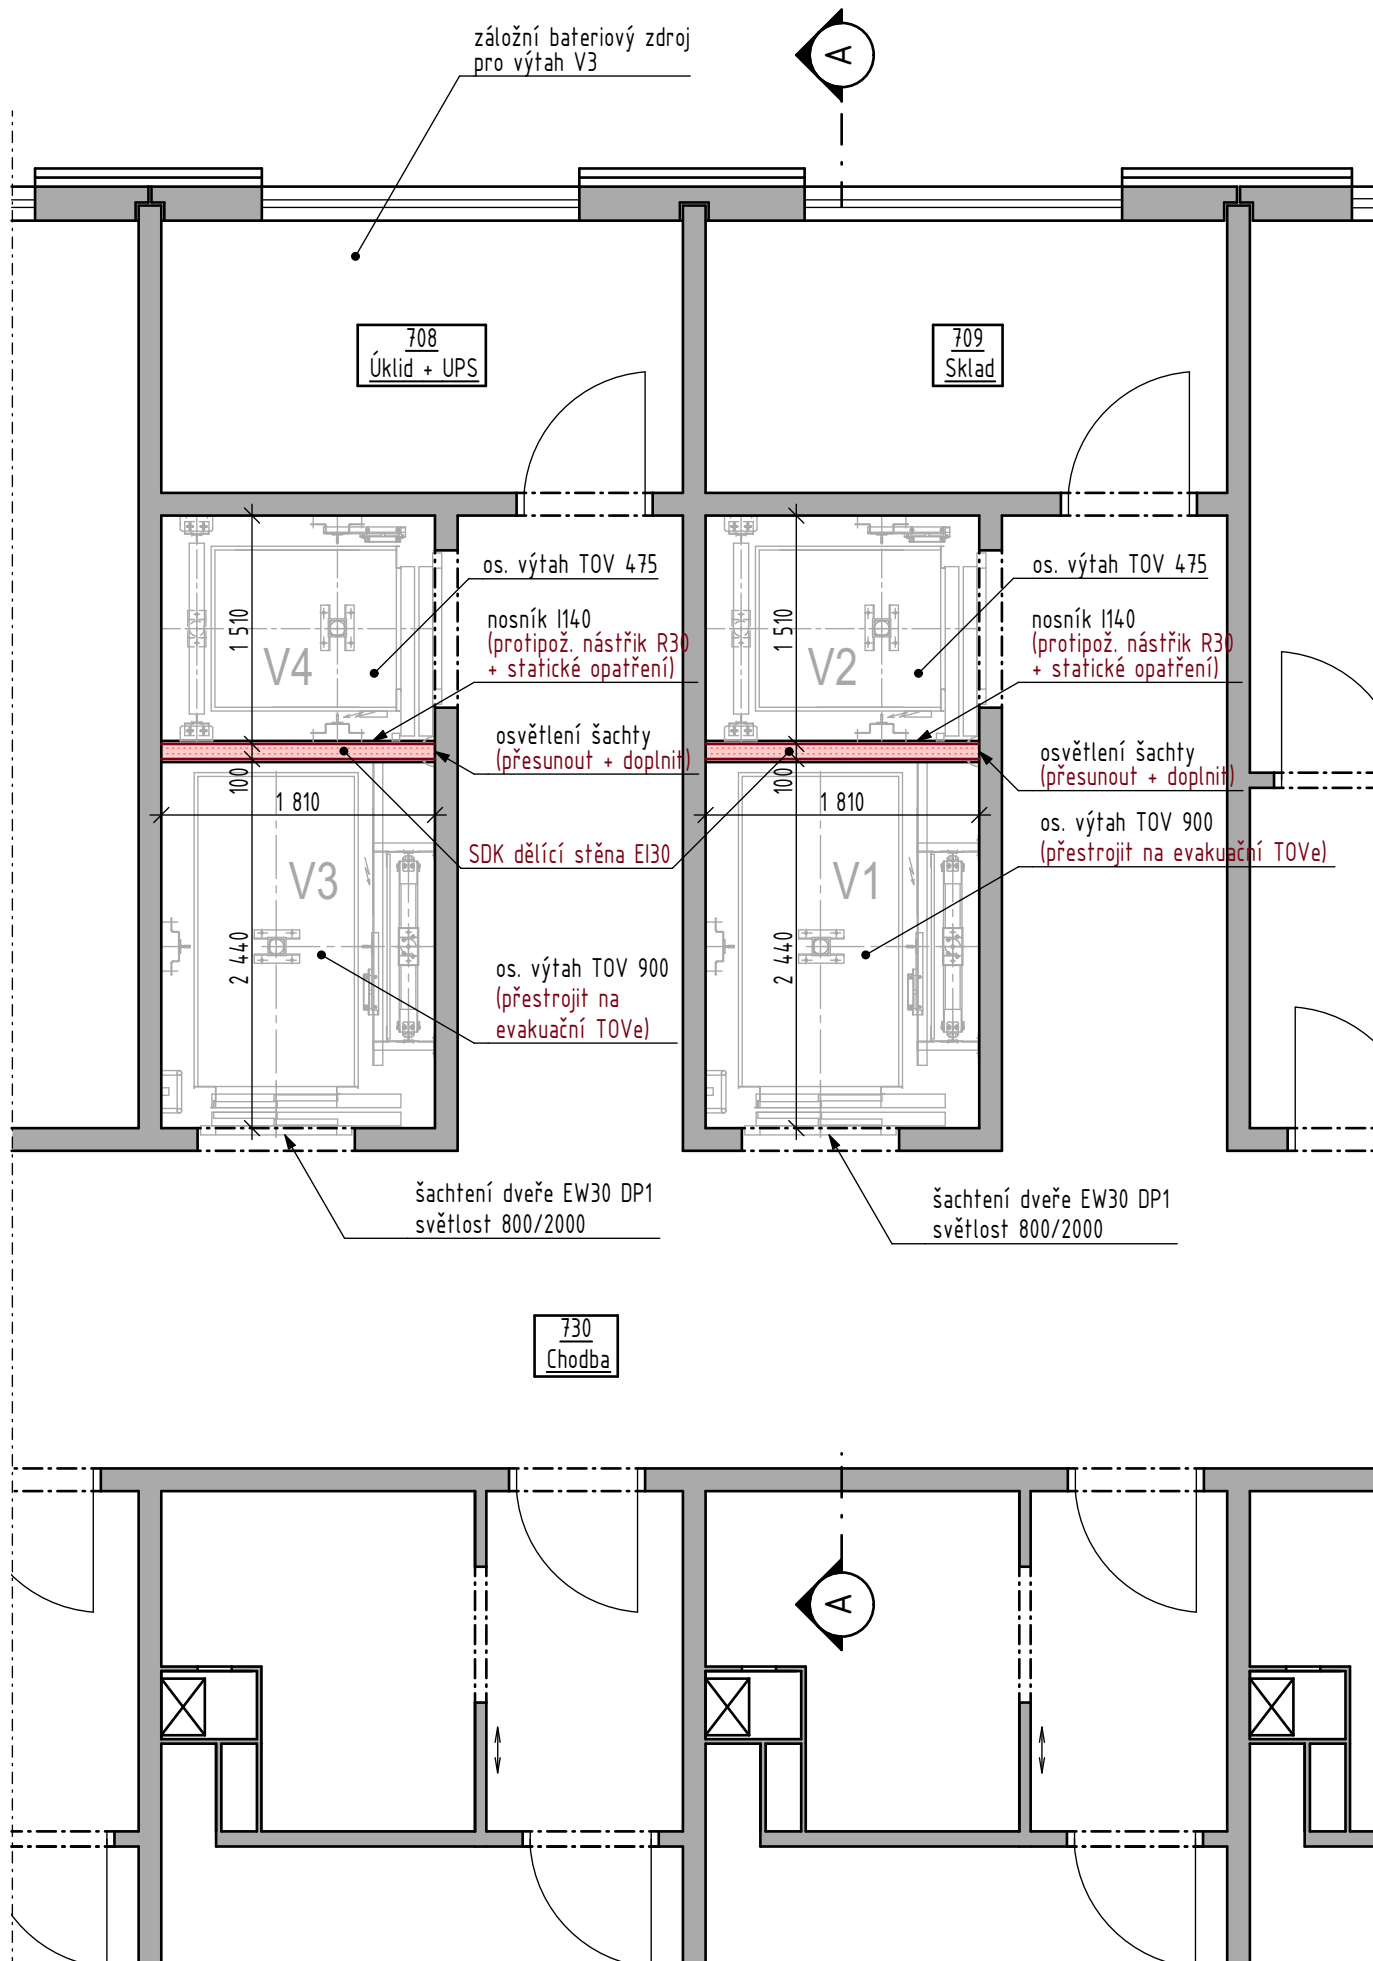 záložní bateriový zdroj
pro výtah V3
A
708
Úklid + UPS
709
Sklad
os. výtah TOV 475
os. výtah TOV 475
1 510
1 510
nosník I140
(protipož. nástřik R30
+ statické opatření)
nosník I140
(protipož. nástřik R30
+ statické opatření)
V4
V2
osvětlení šachty
(přesunout + doplnit)
osvětlení šachty
(přesunout + doplnit)
100
100
1 810
1 810
os. výtah TOV 900
(přestrojit na evakuační TOVe)
SDK dělící stěna EI30
V3
V1
2 440
2 440
os. výtah TOV 900
(přestrojit na
evakuační TOVe)
šachtení dveře EW30 DP1
světlost 800/2000
šachtení dveře EW30 DP1
světlost 800/2000
730
Chodba
A